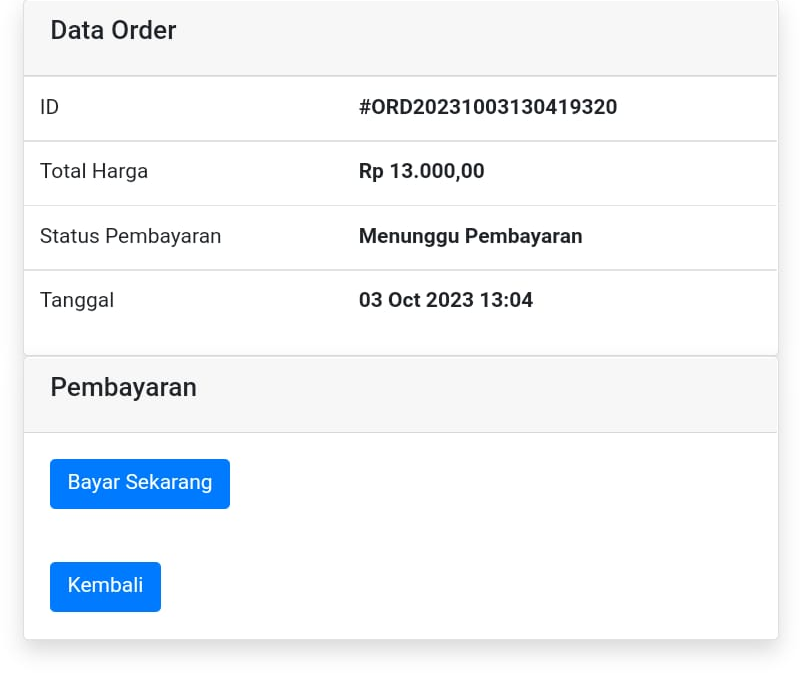 Data Order
ID #ORD20231003130419320
Total Harga Rp 13.000,00
Status Pembayaran Menunggu Pembayaran
Tanggal 03 Oct 2023 13:04
Pembayaran
Bayar Sekarang
Kembali